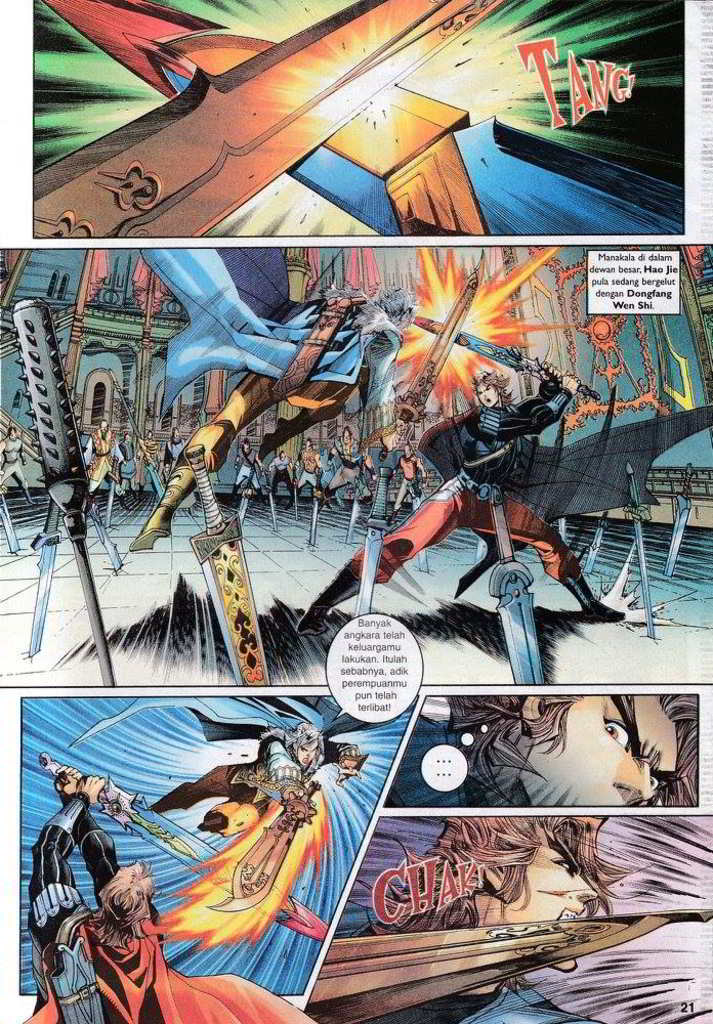 TANG!
Manakala di dalam
dewan besar, Hao Jie
pula sedang bergelut
dengan Dongfang
Wen Shi.
Banyak
angkara telah
keluargamu
lakukan. Itulah
sebabnya, adik
perempuanmu
pun telah
terlibat!
...
...
CHAK!
21